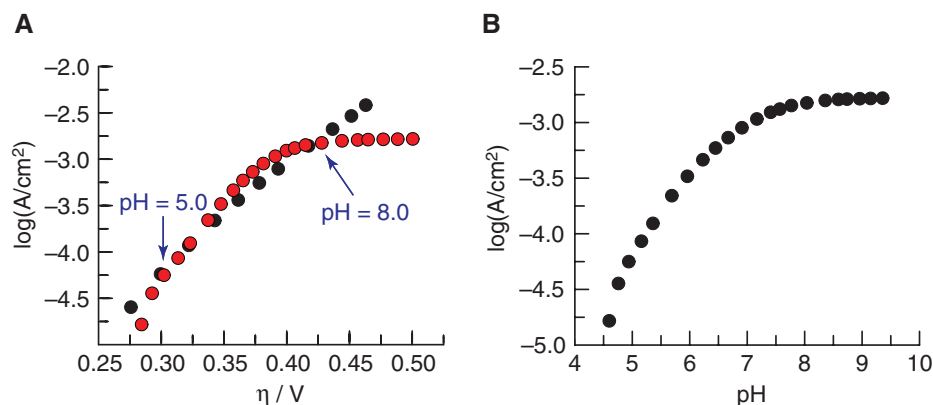 A
−2.0
−2.5
−3.0
−3.5
−4.0
−4.5
log(A/cm²)
pH = 5.0
pH = 8.0
0.25 0.30 0.35 0.40 0.45 0.50
η / V
B
−2.5
−3.0
−3.5
−4.0
−4.5
−5.0
log(A/cm²)
4 5 6 7 8 9 10
pH